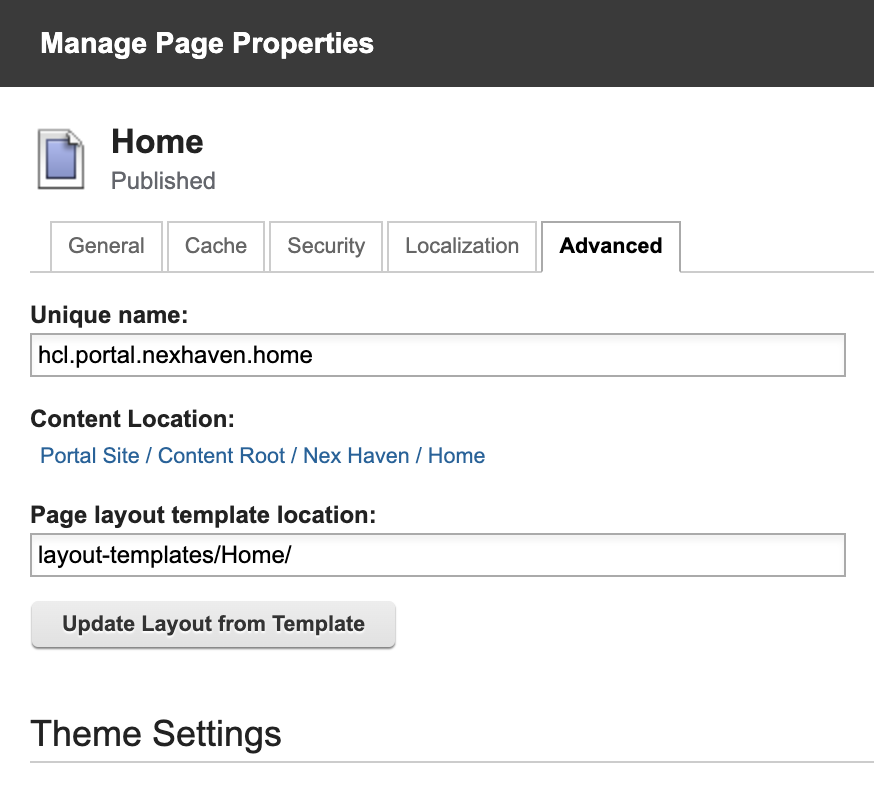 Manage Page Properties
Home
Published
General Cache Security Localization Advanced
Unique name:
hcl.portal.nexhaven.home
Content Location:
Portal Site / Content Root / Nex Haven / Home
Page layout template location:
layout-templates/Home/
Update Layout from Template
Theme Settings